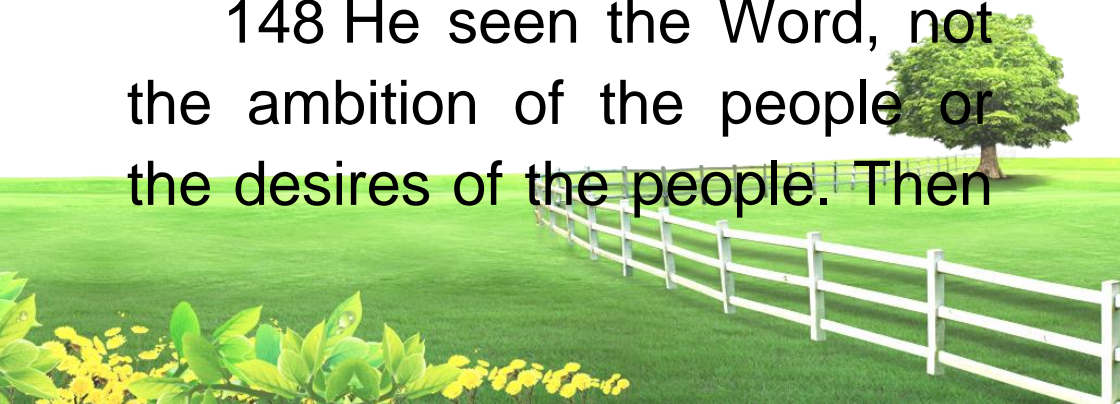 148 He seen the Word, not
the ambition of the people or
the desires of the people. Then